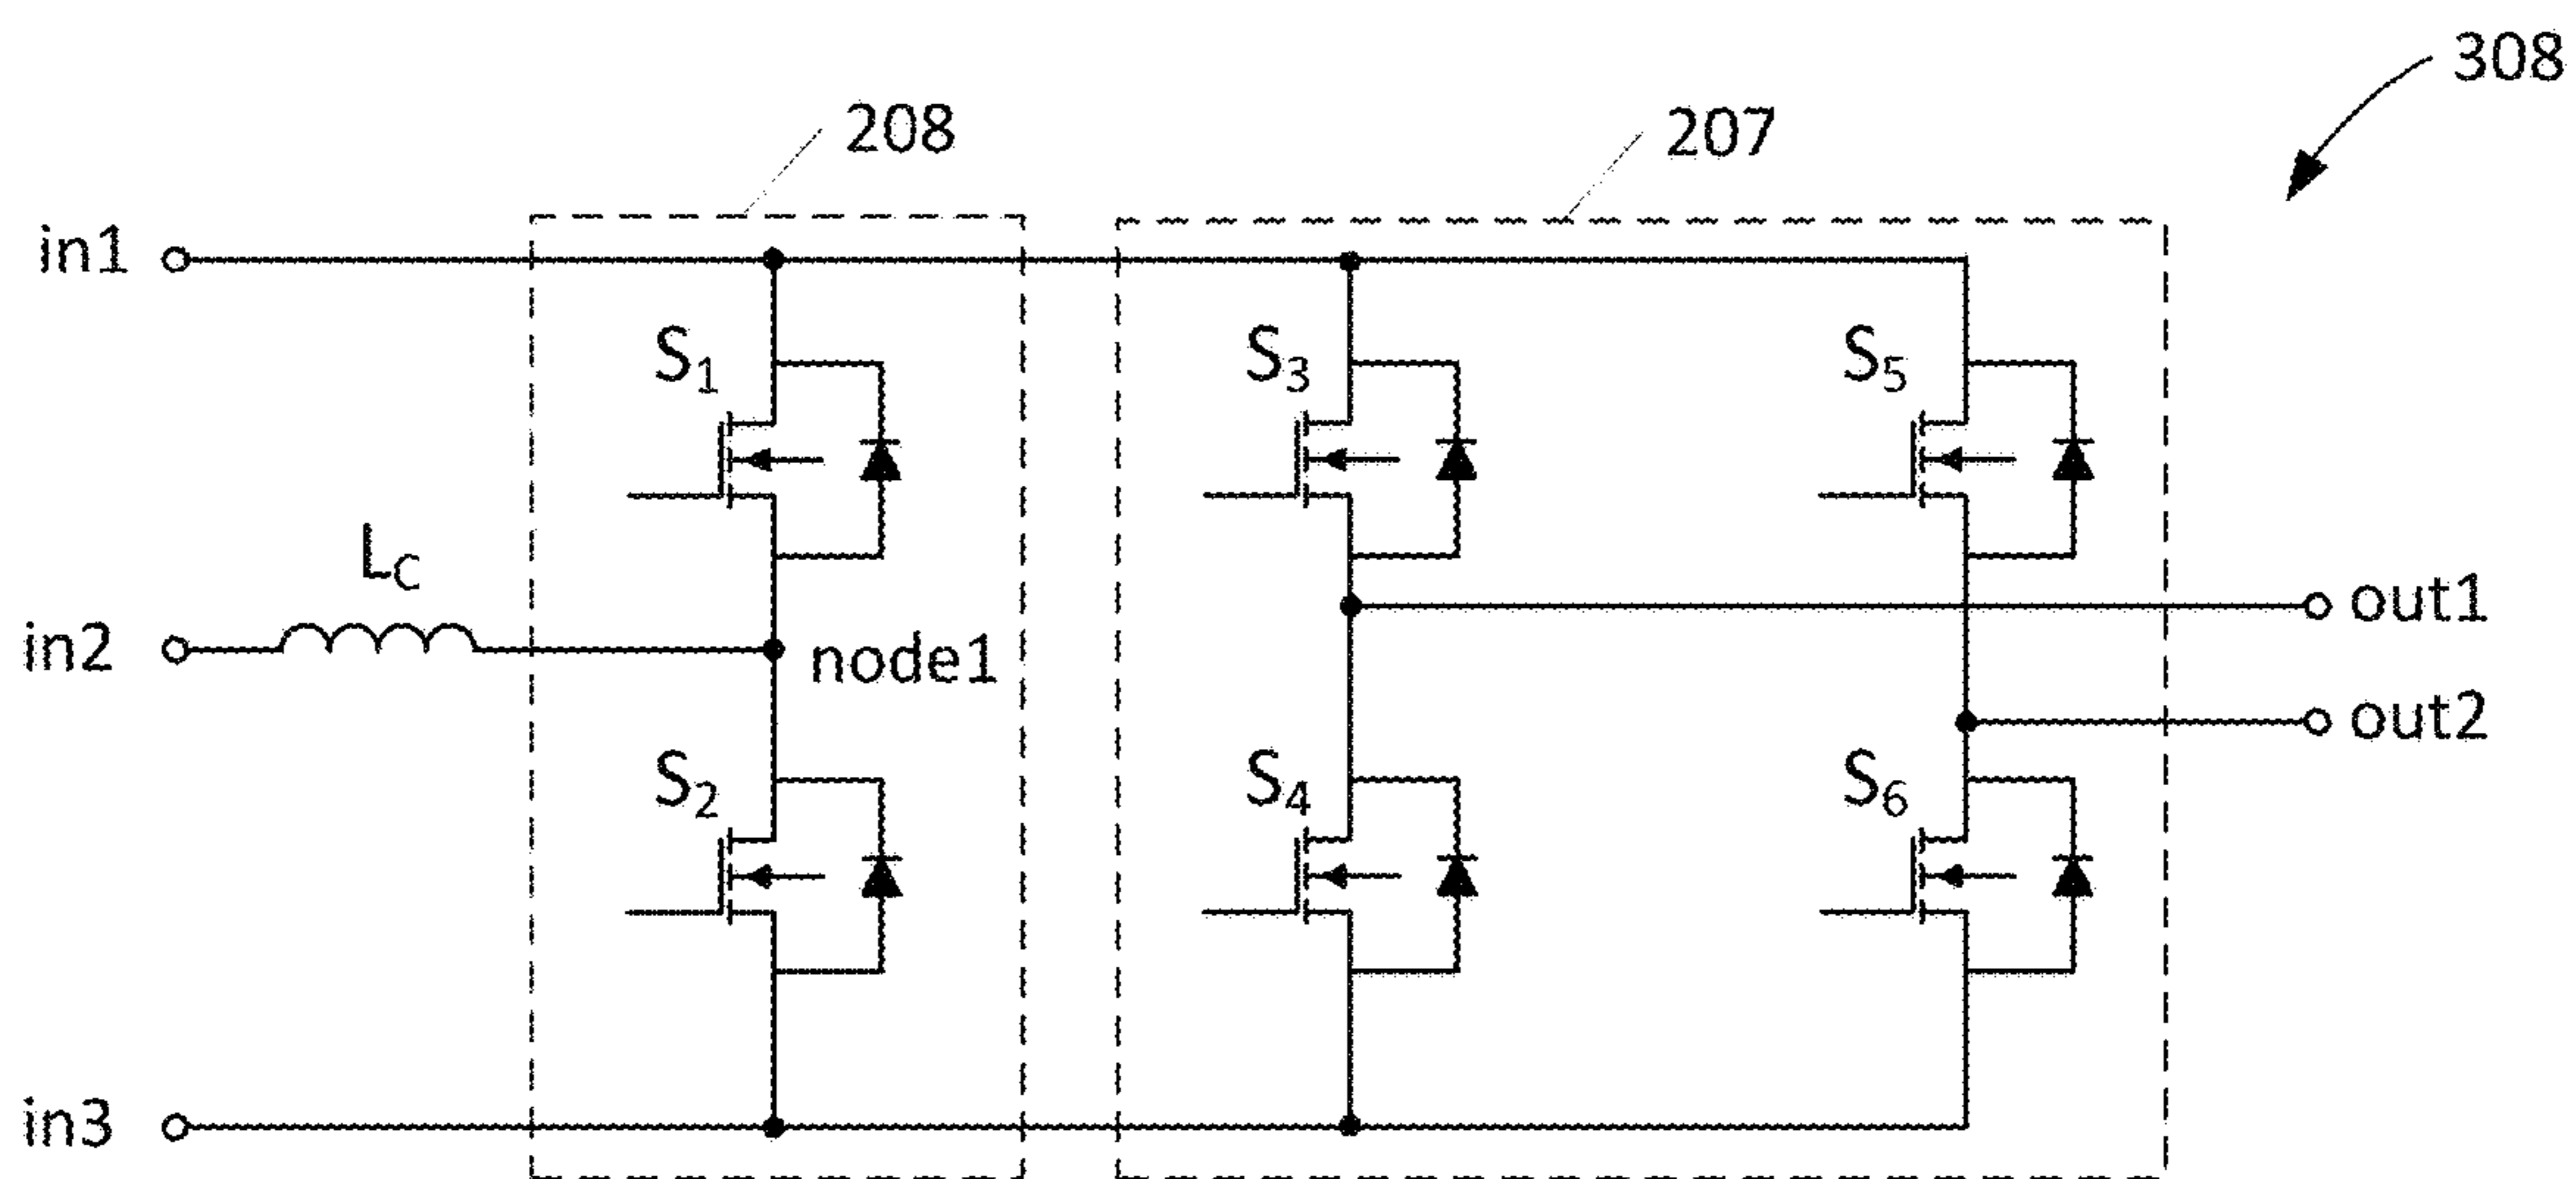 308
208
207
in1
S1
S3
S5
LC
in2
node1
out1
out2
S2
S4
S6
in3